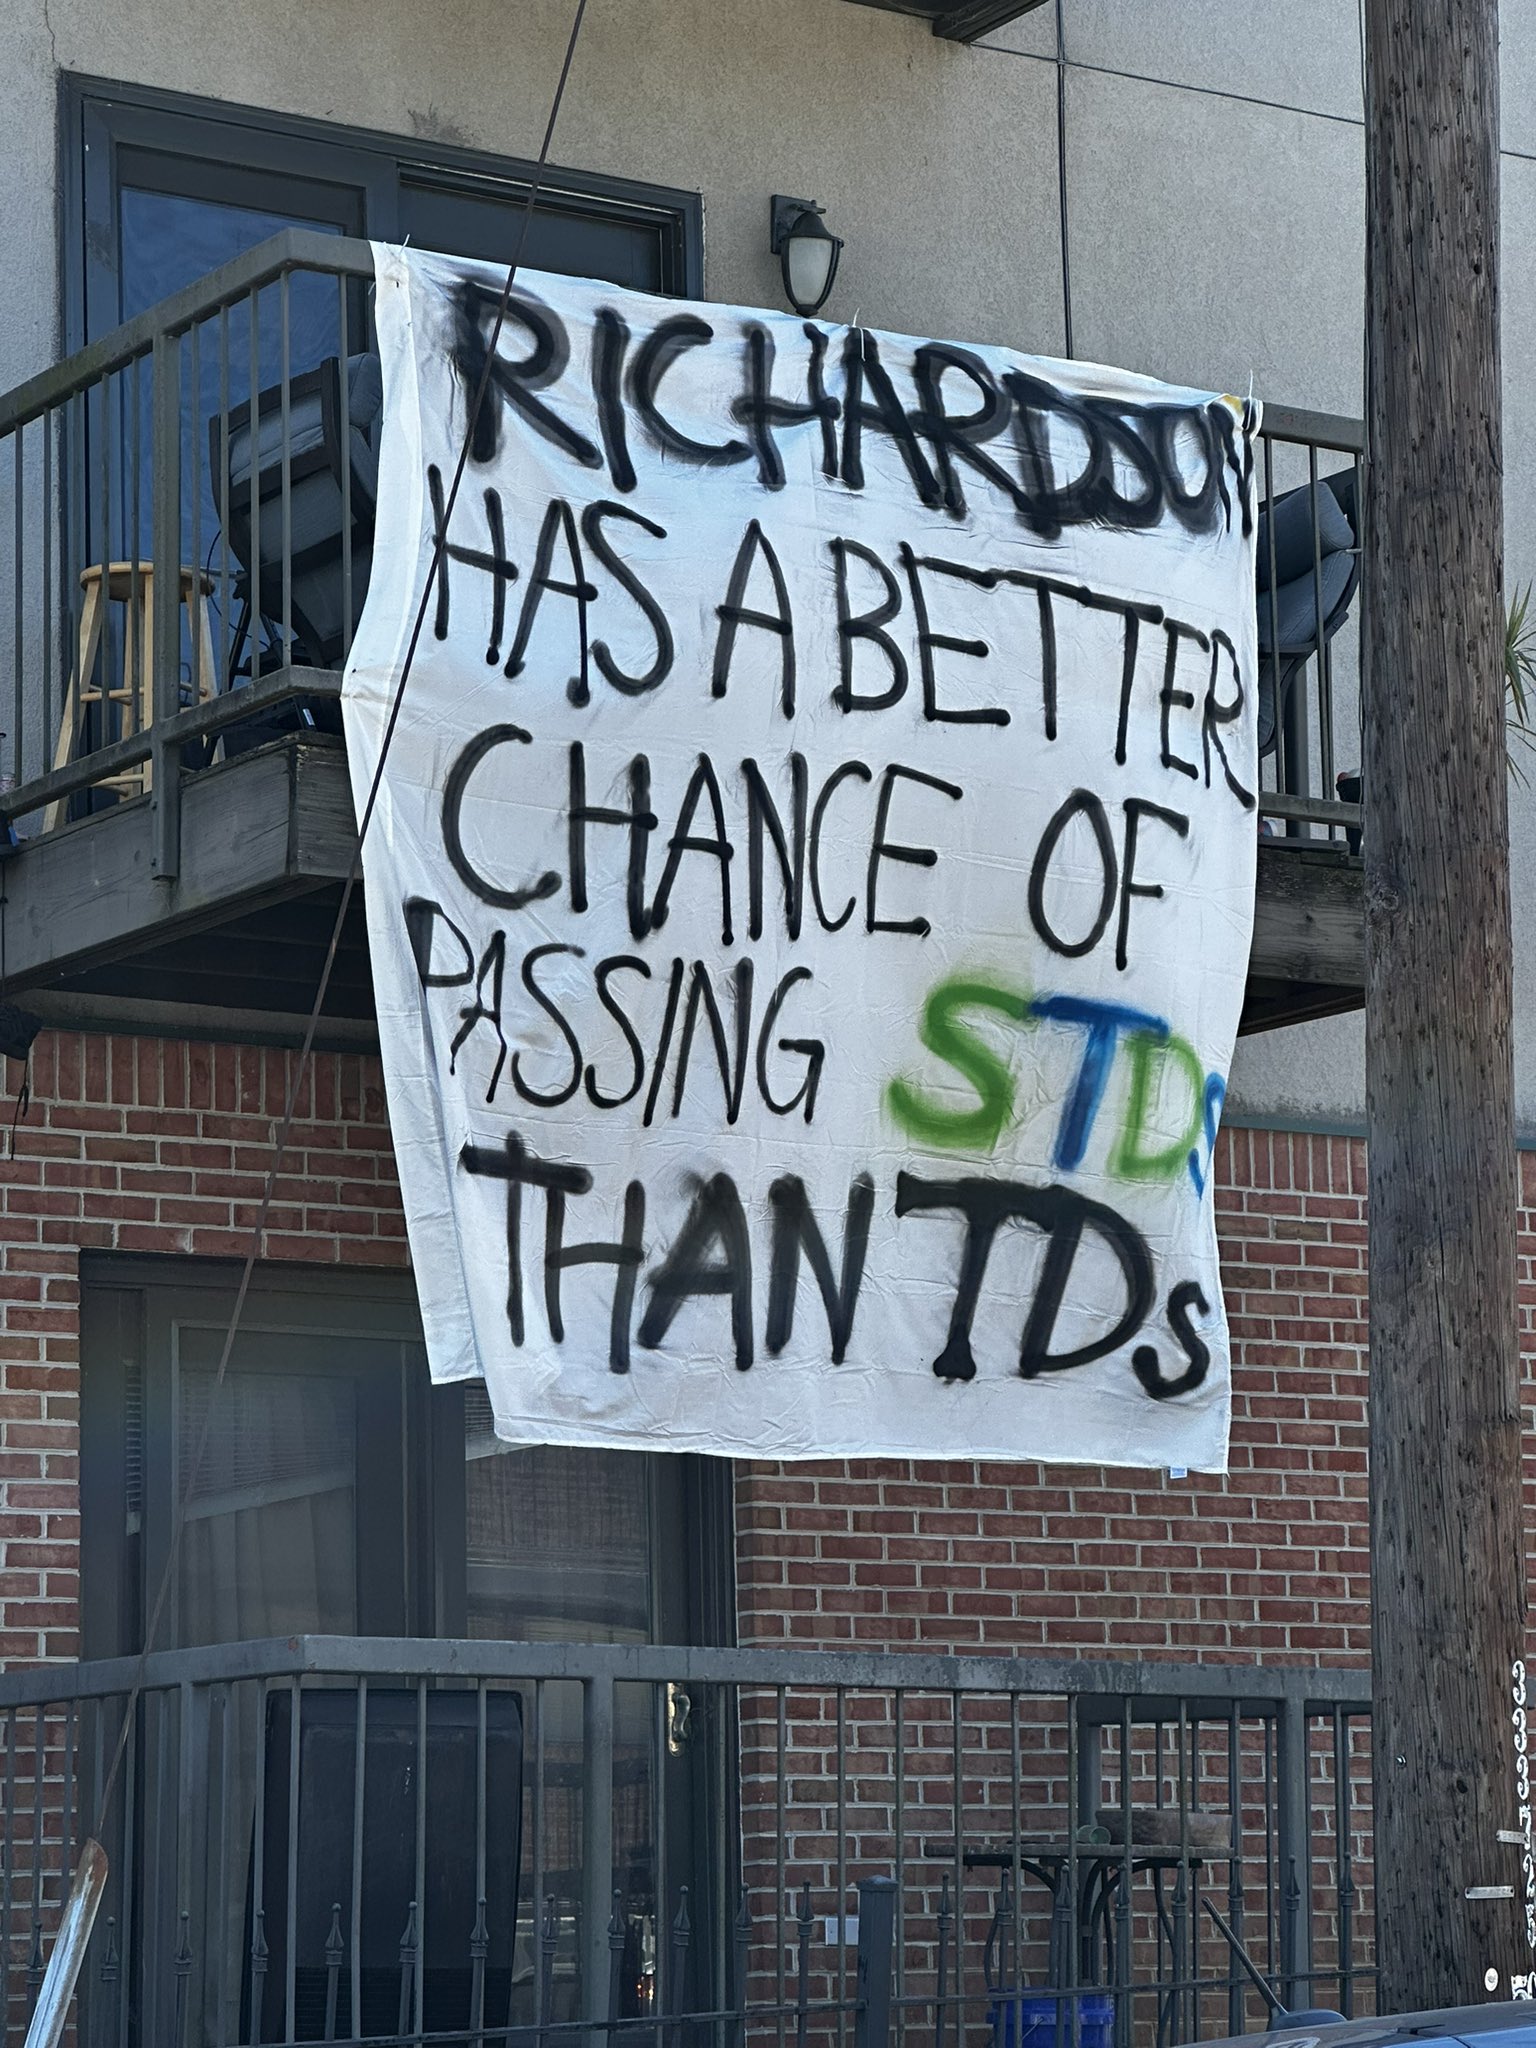 RICHARDSON
HAS A BETTER
CHANCE OF
PASSING STDs
THAN TDs